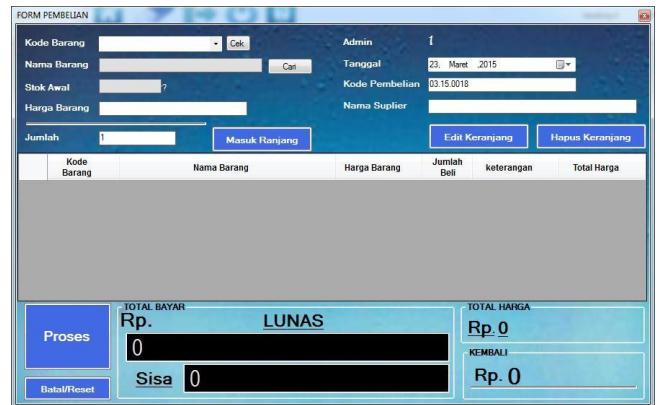 FORM PEMBELIAN
Kode Barang Cek
Nama Barang Cari
Stok Awal ?
Harga Barang
Jumlah 1 Masuk Ranjang
Admin 1
Tanggal 23, Maret ,2015
Kode Pembelian 03.15.0018
Nama Suplier
Edit Keranjang Hapus Keranjang
Kode Barang Nama Barang Harga Barang Jumlah Beli keterangan Total Harga
Proses
Batal/Reset
TOTAL BAYAR
Rp. LUNAS
0
Sisa 0
TOTAL HARGA
Rp. 0
KEMBALI
Rp. 0